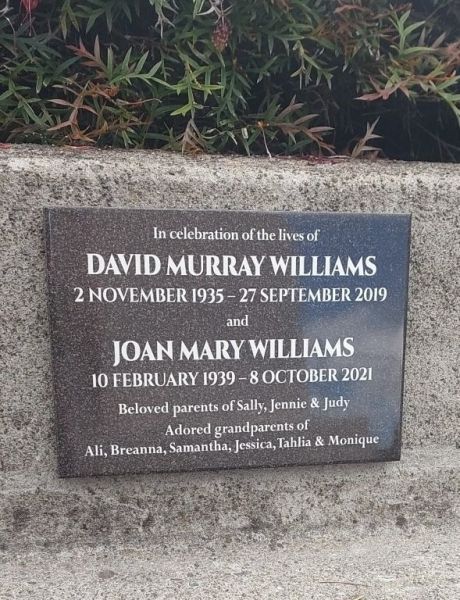 In celebration of the lives of
DAVID MURRAY WILLIAMS
2 NOVEMBER 1935 – 27 SEPTEMBER 2019
and
JOAN MARY WILLIAMS
10 FEBRUARY 1939 – 8 OCTOBER 2021
Beloved parents of Sally, Jennie & Judy
Adored grandparents of
Ali, Breanna, Samantha, Jessica, Tahlia & Monique